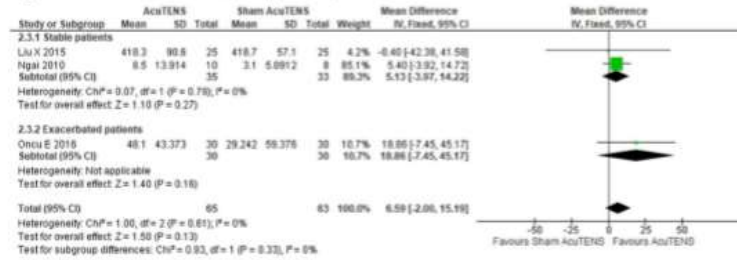 AcuTENS Sham AcuTENS Mean Difference Mean Difference
Study or Subgroup Mean SD Total Mean SD Total Weight IV, Fixed, 95% CI IV, Fixed, 95% CI
2.3.1 Stable patients
Liu X 2015 418.3 90.6 25 418.7 57.1 25 4.2% -0.40 [-42.38, 41.58]
Ngai 2010 8.5 13.914 10 3.1 5.0912 8 85.1% 5.40 [-3.92, 14.72]
Subtotal (95% CI) 35 33 89.3% 5.13 [-3.97, 14.22]
Heterogeneity: Chi² = 0.07, df = 1 (P = 0.79); I² = 0%
Test for overall effect: Z = 1.10 (P = 0.27)
2.3.2 Exacerbated patients
Oncu E 2016 48.1 43.373 30 29.242 59.376 30 10.7% 18.86 [-7.45, 45.17]
Subtotal (95% CI) 30 30 10.7% 18.86 [-7.45, 45.17]
Heterogeneity: Not applicable
Test for overall effect: Z = 1.40 (P = 0.16)
Total (95% CI) 65 63 100.0% 6.59 [-2.00, 15.19]
Heterogeneity: Chi² = 1.00, df = 2 (P = 0.61); I² = 0%
Test for overall effect: Z = 1.50 (P = 0.13)
Test for subgroup differences: Chi² = 0.93, df = 1 (P = 0.33), I² = 0%
-50 -25 0 25 50
Favours Sham AcuTENS Favours AcuTENS